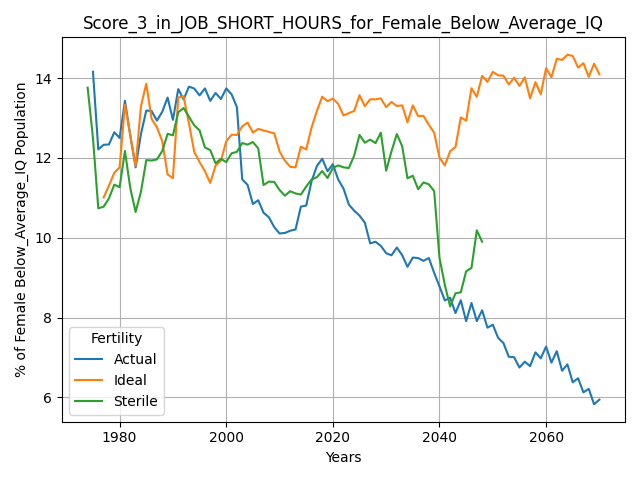 Score_3_in_JOB_SHORT_HOURS_for_Female_Below_Average_IQ
% of Female Below_Average_IQ Population
14
12
10
8
6
Fertility
Actual
Ideal
Sterile
1980
2000
2020
2040
2060
Years